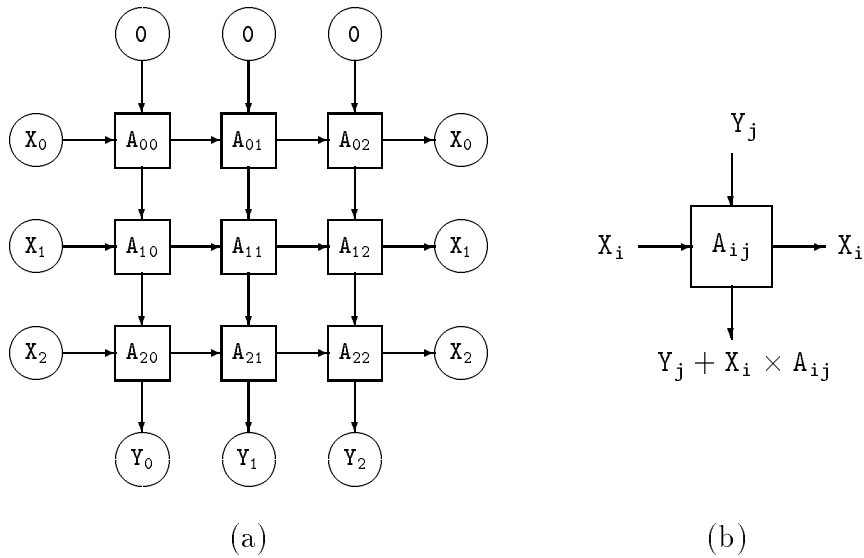 0 0 0
X₀ A₀₀ A₀₁ A₀₂ X₀
X₁ A₁₀ A₁₁ A₁₂ X₁
X₂ A₂₀ A₂₁ A₂₂ X₂
Y₀ Y₁ Y₂
(a)
Yⱼ
Xᵢ Aᵢⱼ Xᵢ
Yⱼ + Xᵢ × Aᵢⱼ
(b)